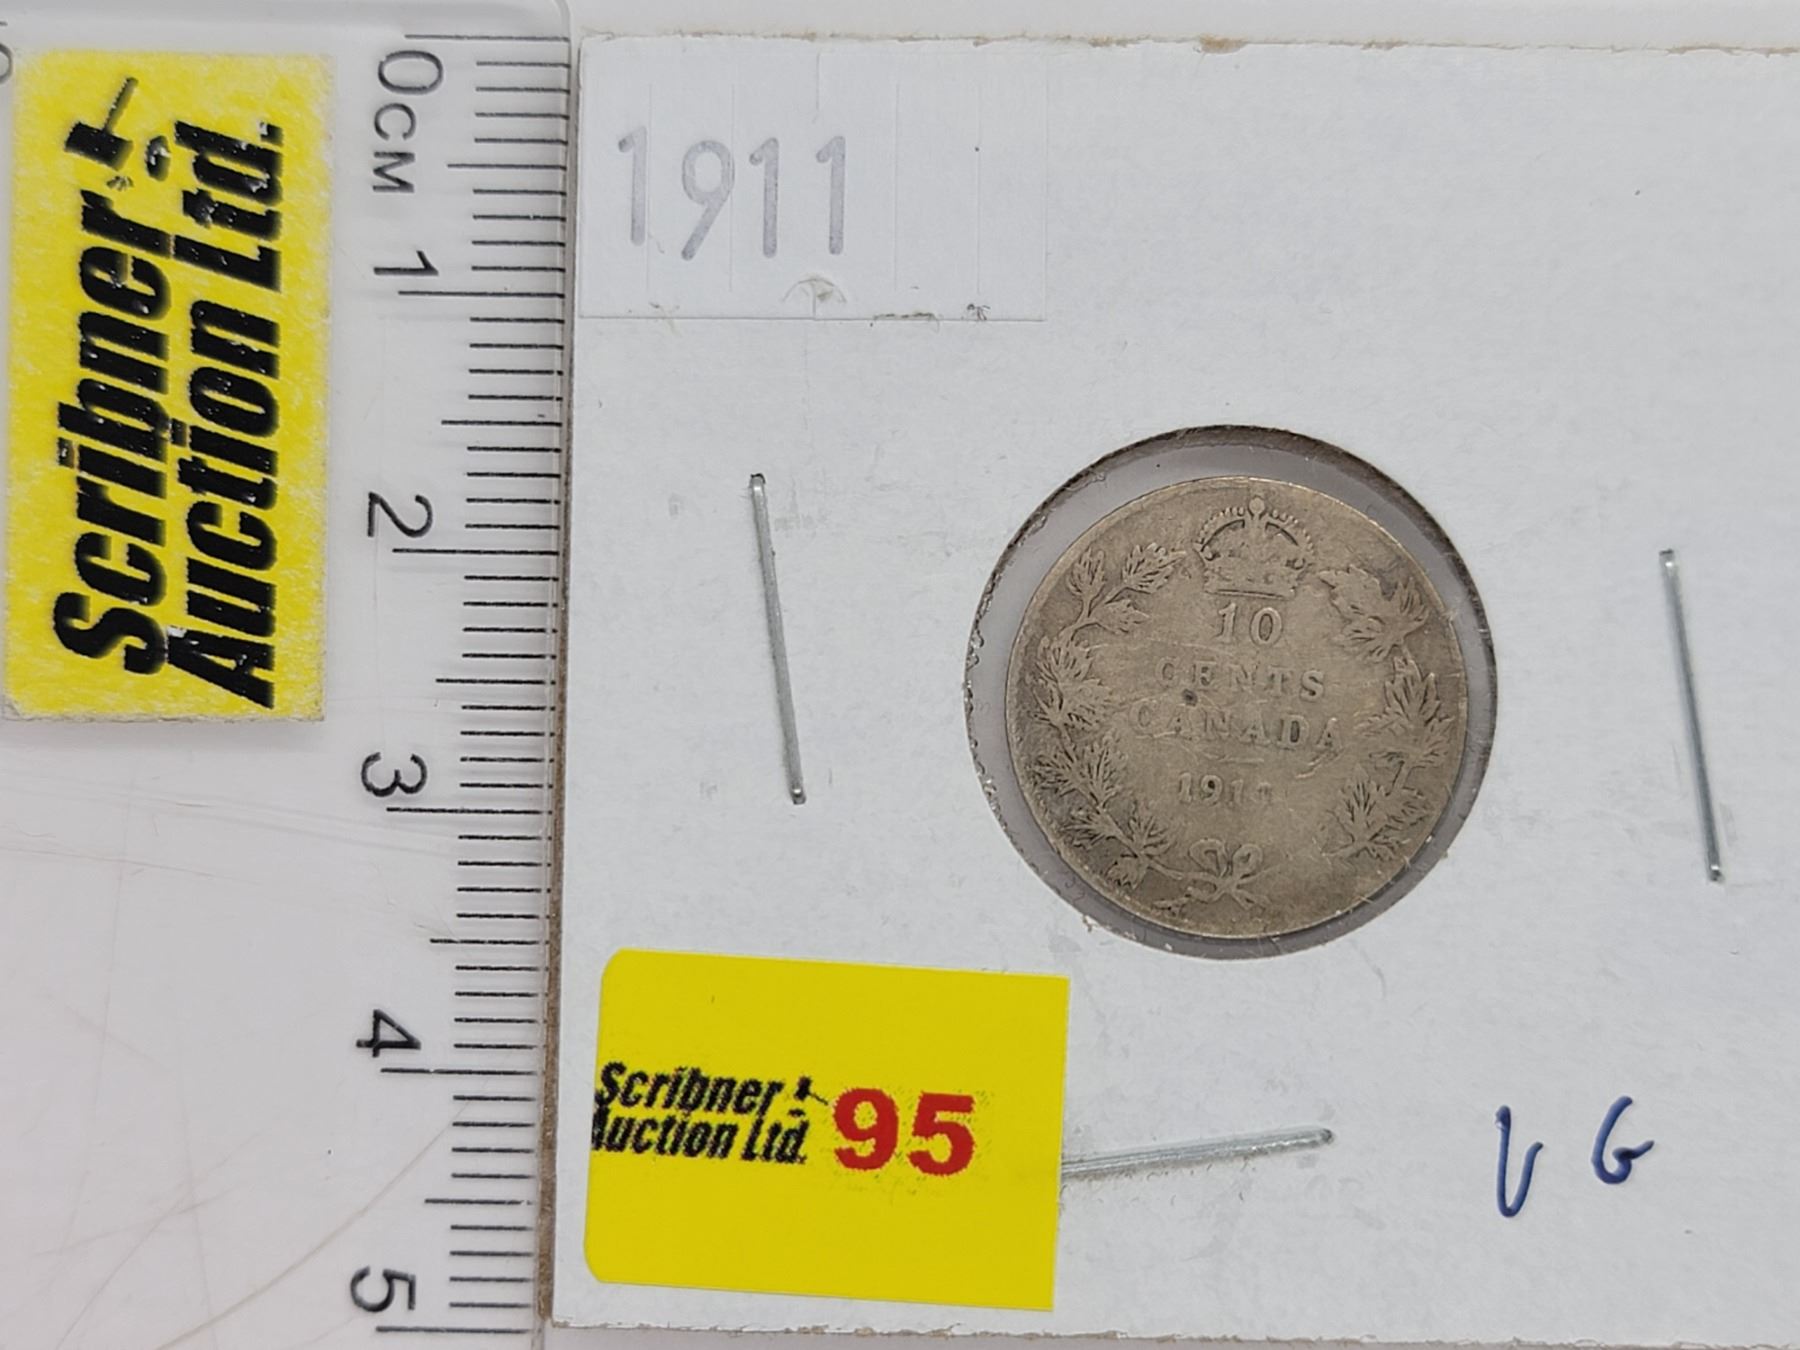 Scribner
Auction Ltd.
0CM
1
2
3
4
5
1911
10
CENTS
CANADA
1911
Scribner
Auction Ltd.
95
VG